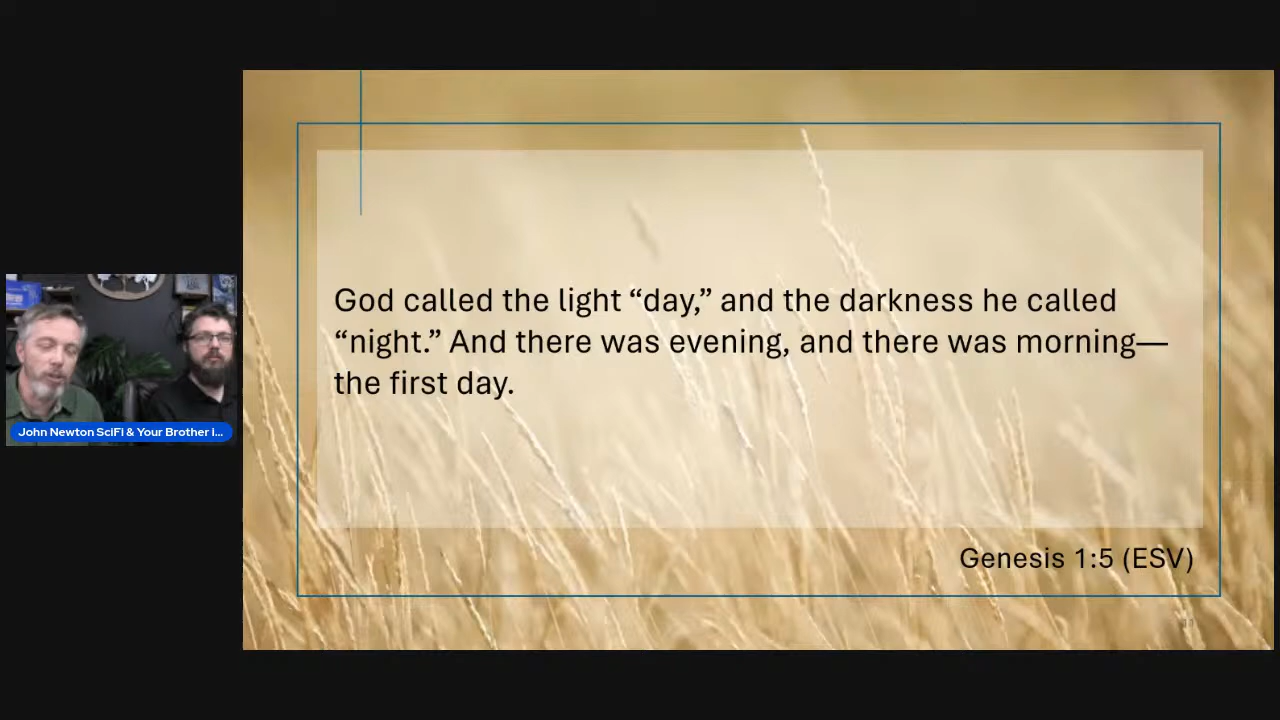 God called the light “day,” and the darkness he called
“night.” And there was evening, and there was morning—
the first day.
Genesis 1:5 (ESV)
11
John Newton SciFi & Your Brother i...